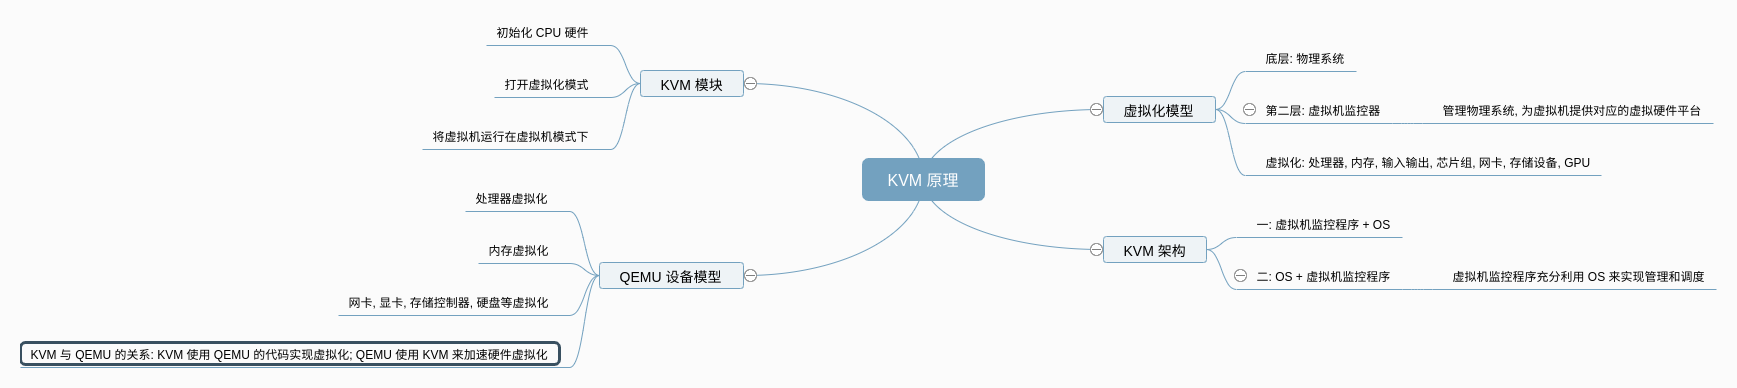 KVM 原理
虚拟化模型
底层: 物理系统
第二层: 虚拟机监控器
管理物理系统, 为虚拟机提供对应的虚拟硬件平台
虚拟化: 处理器, 内存, 输入输出, 芯片组, 网卡, 存储设备, GPU
KVM 架构
一: 虚拟机监控程序 + OS
二: OS + 虚拟机监控程序
虚拟机监控程序充分利用 OS 来实现管理和调度
KVM 模块
初始化 CPU 硬件
打开虚拟化模式
将虚拟机运行在虚拟机模式下
QEMU 设备模型
处理器虚拟化
内存虚拟化
网卡, 显卡, 存储控制器, 硬盘等虚拟化
KVM 与 QEMU 的关系: KVM 使用 QEMU 的代码实现虚拟化; QEMU 使用 KVM 来加速硬件虚拟化